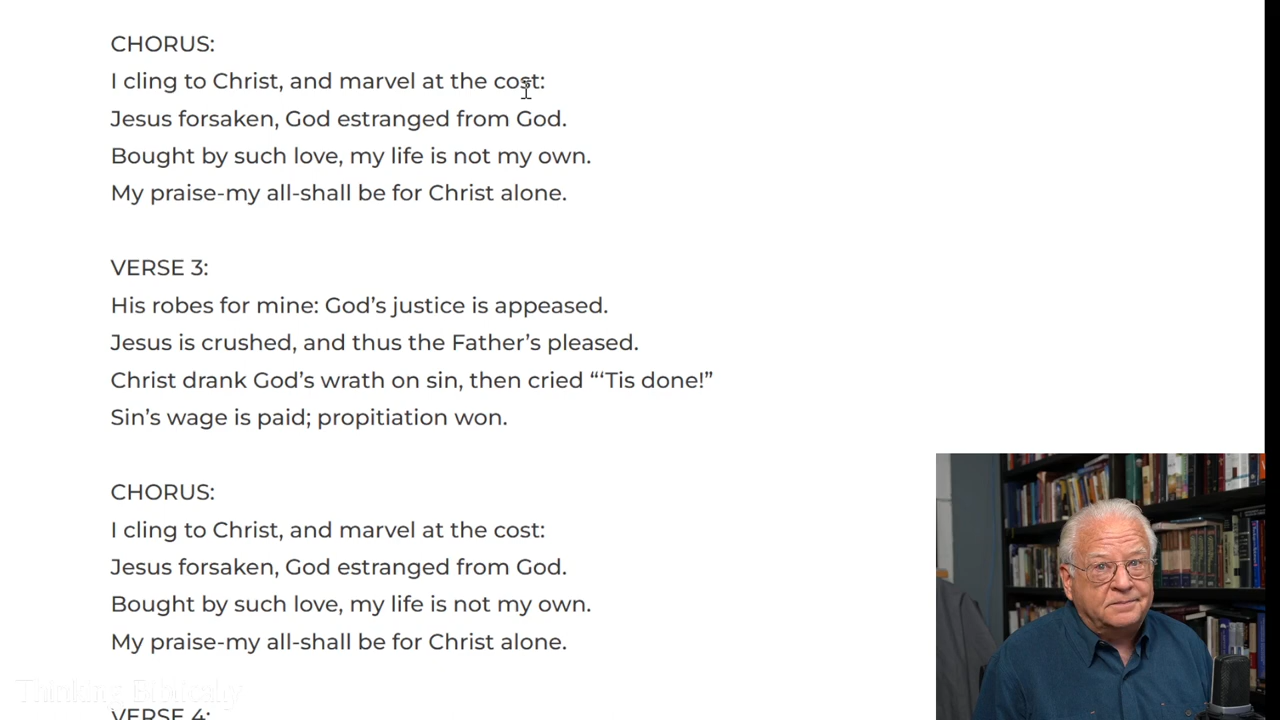 CHORUS:
I cling to Christ, and marvel at the cost:
Jesus forsaken, God estranged from God.
Bought by such love, my life is not my own.
My praise-my all-shall be for Christ alone.
VERSE 3:
His robes for mine: God’s justice is appeased.
Jesus is crushed, and thus the Father’s pleased.
Christ drank God’s wrath on sin, then cried “‘Tis done!”
Sin’s wage is paid; propitiation won.
CHORUS:
I cling to Christ, and marvel at the cost:
Jesus forsaken, God estranged from God.
Bought by such love, my life is not my own.
My praise-my all-shall be for Christ alone.
Thinking Biblically
VERSE 4: